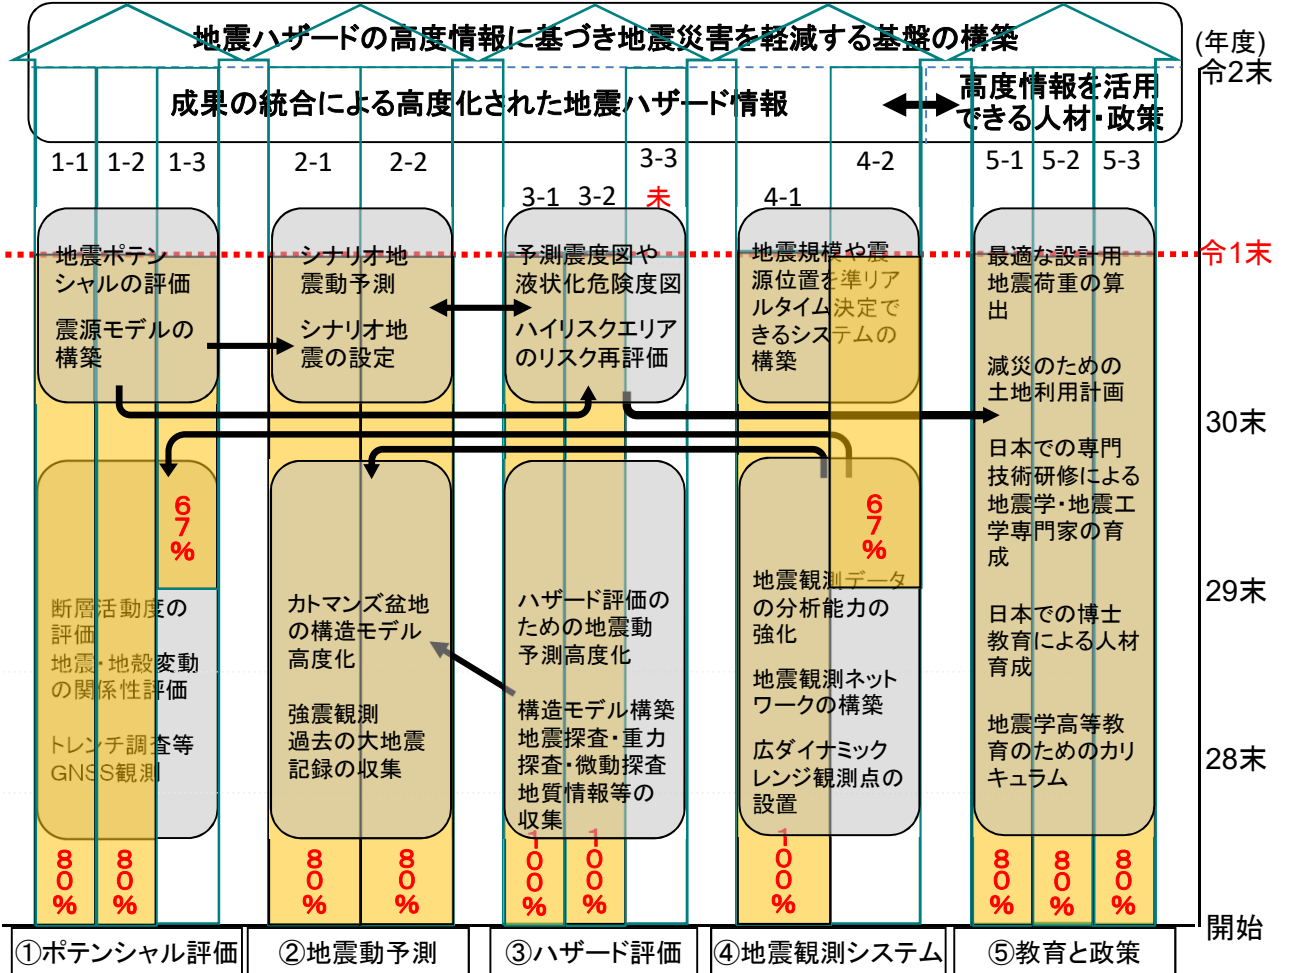 地震ハザードの高度情報に基づき地震災害を軽減する基盤の構築
(年度)
令2末
成果の統合による高度化された地震ハザード情報
高度情報を活用
できる人材・政策
1-1
1-2
1-3
2-1
2-2
3-1
3-2
3-3
未
4-1
4-2
5-1
5-2
5-3
令1末
地震ポテン
シャルの評価
震源モデルの
構築
シナリオ地
震動予測
シナリオ地
震の設定
予測震度図や
液状化危険度図
ハイリスクエリア
のリスク再評価
地震規模や震
源位置を準リア
ルタイム決定で
きるシステムの
構築
最適な設計用
地震荷重の算
出
減災のための
土地利用計画
日本での専門
技術研修による
地震学・地震工
学専門家の育
成
日本での博士
教育による人材
育成
地震学高等教
育のためのカリ
キュラム
30末
29末
28末
開始
67%
断層活動度の
評価
地震・地殻変動
の関係性評価
トレンチ調査等
GNSS観測
カトマンズ盆地
の構造モデル
高度化
強震観測
過去の大地震
記録の収集
ハザード評価の
ための地震動
予測高度化
構造モデル構築
地震探査・重力
探査・微動探査
地質情報等の
収集
67%
地震観測データ
の分析能力の
強化
地震観測ネット
ワークの構築
広ダイナミック
レンジ観測点の
設置
80%
80%
80%
80%
100%
100%
100%
80%
80%
80%
①ポテンシャル評価
②地震動予測
③ハザード評価
④地震観測システム
⑤教育と政策